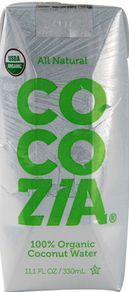 All Natural
USDA
ORGANIC
CO
CO
ZIA®
100% Organic
Coconut Water
11.1 FL OZ / 330mL